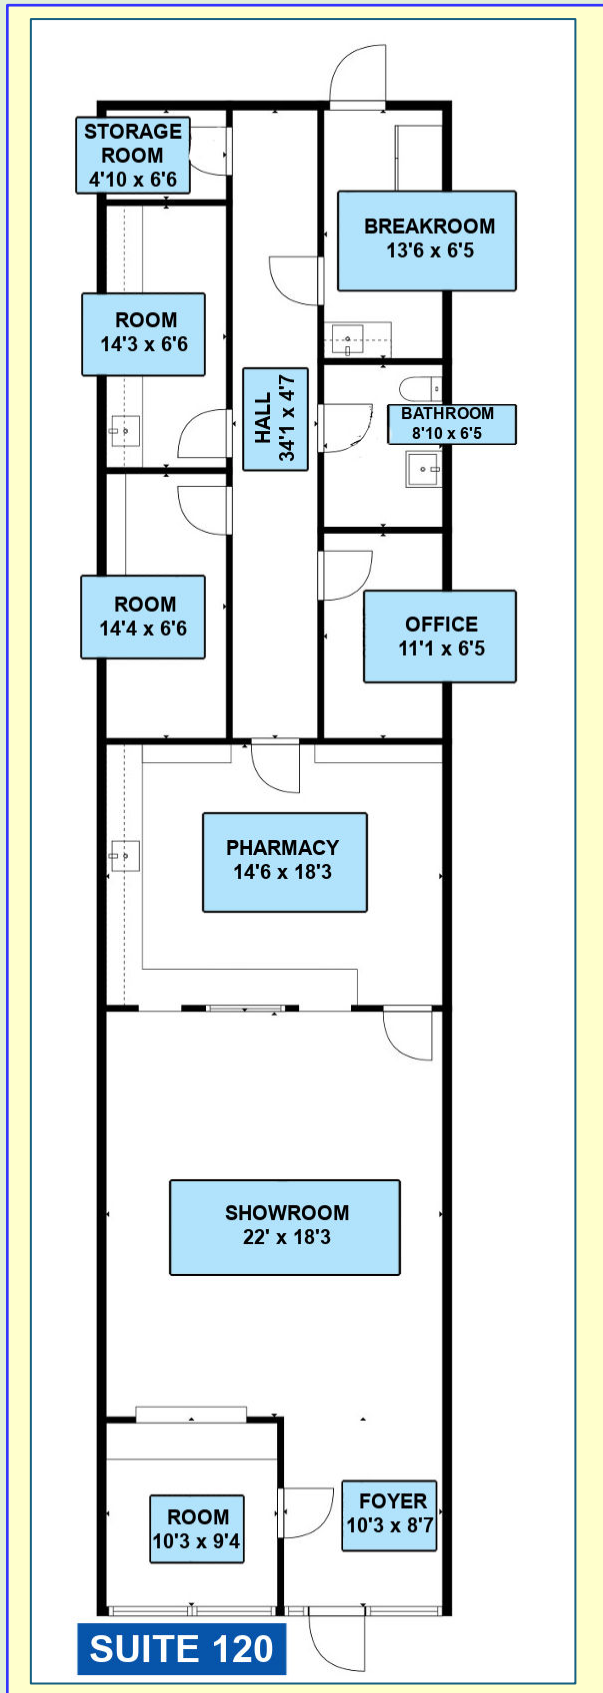 STORAGE
ROOM
4'10 x 6'6
BREAKROOM
13'6 x 6'5
ROOM
14'3 x 6'6
HALL
34'1 x 4'7
BATHROOM
8'10 x 6'5
ROOM
14'4 x 6'6
OFFICE
11'1 x 6'5
PHARMACY
14'6 x 18'3
SHOWROOM
22' x 18'3
ROOM
10'3 x 9'4
FOYER
10'3 x 8'7
SUITE 120